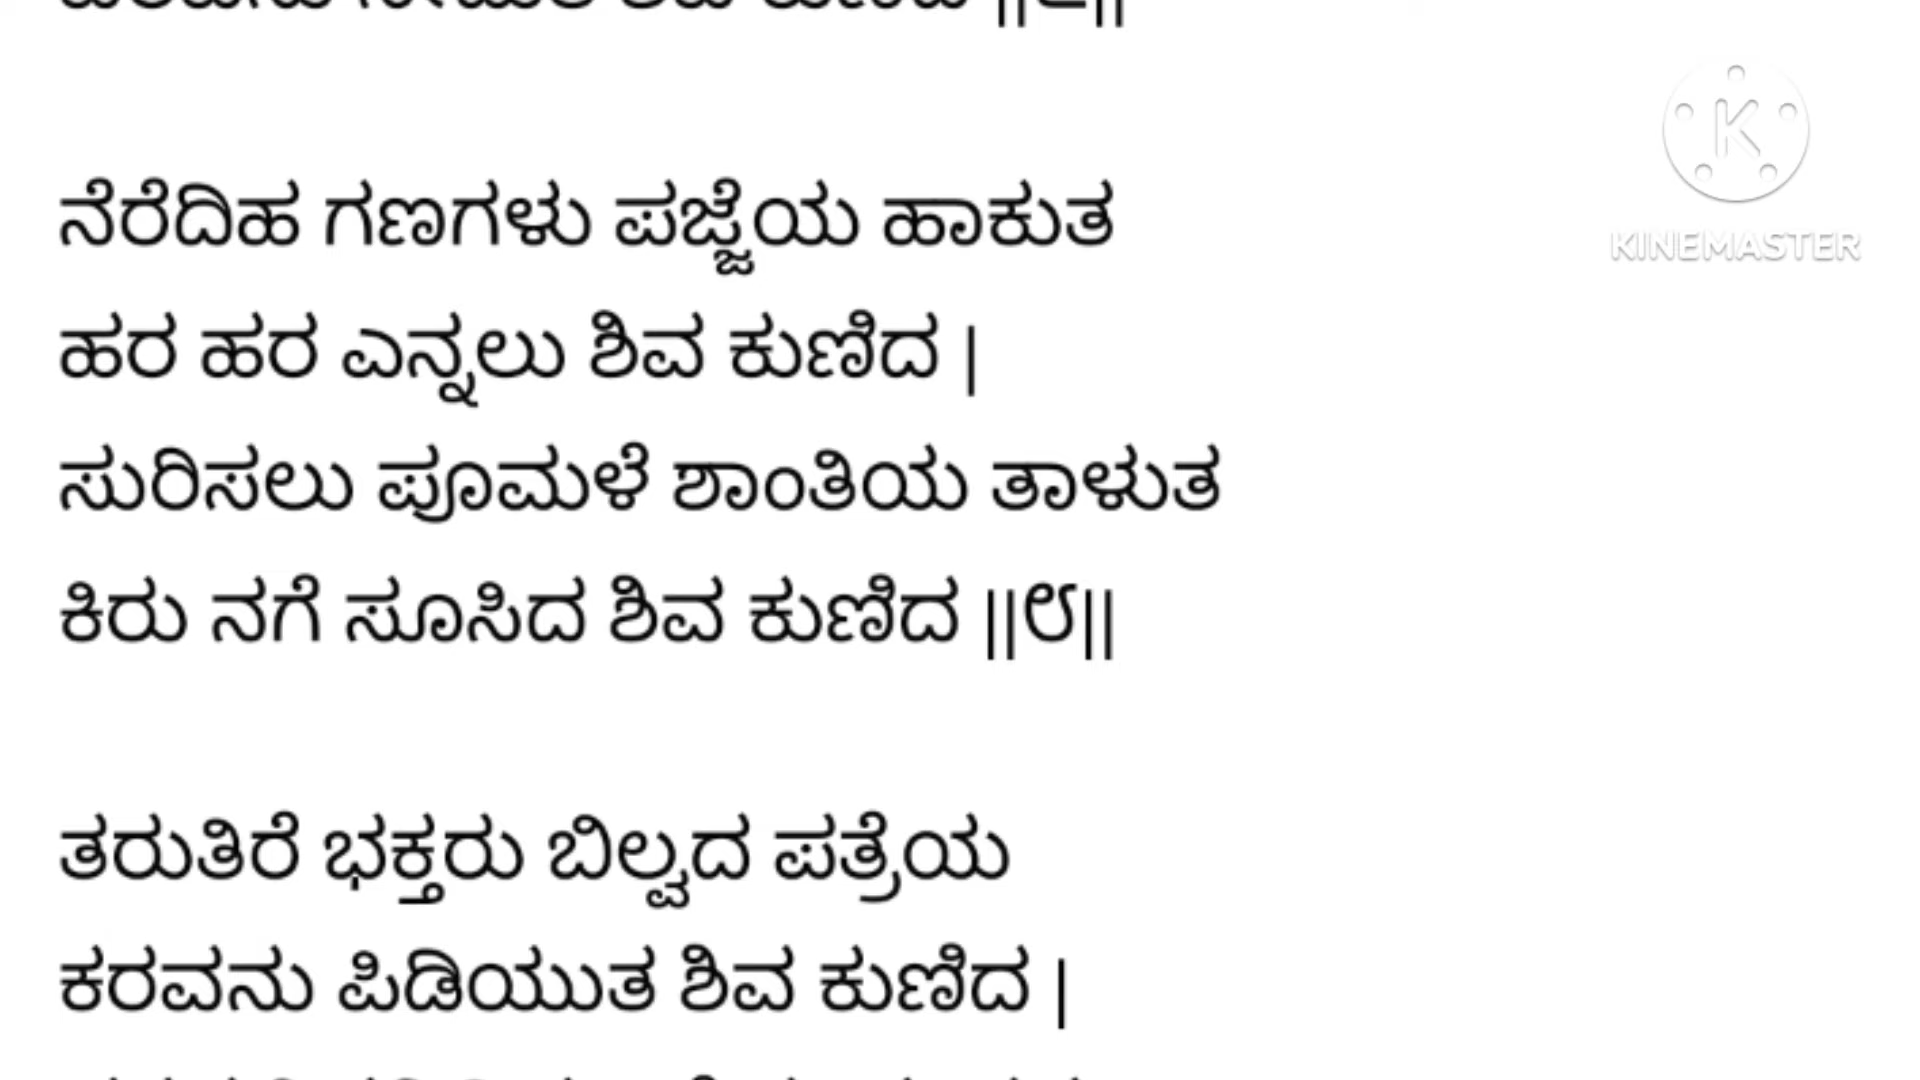 ನೆರೆದಿಹ ಗಣಗಳು ಪಜ್ಜೆಯ ಹಾಕುತ
ಹರ ಹರ ಎನ್ನಲು ಶಿವ ಕುಣಿದ |
ಸುರಿಸಲು ಪೂಮಳೆ ಶಾಂತಿಯ ತಾಳುತ
ಕಿರು ನಗೆ ಸೂಸಿದ ಶಿವ ಕುಣಿದ ||೮||
ತರುತಿರೆ ಭಕ್ತರು ಬಿಲ್ವದ ಪತ್ರೆಯ
ಕರವನು ಪಿಡಿಯುತ ಶಿವ ಕುಣಿದ |
KINEMASTER